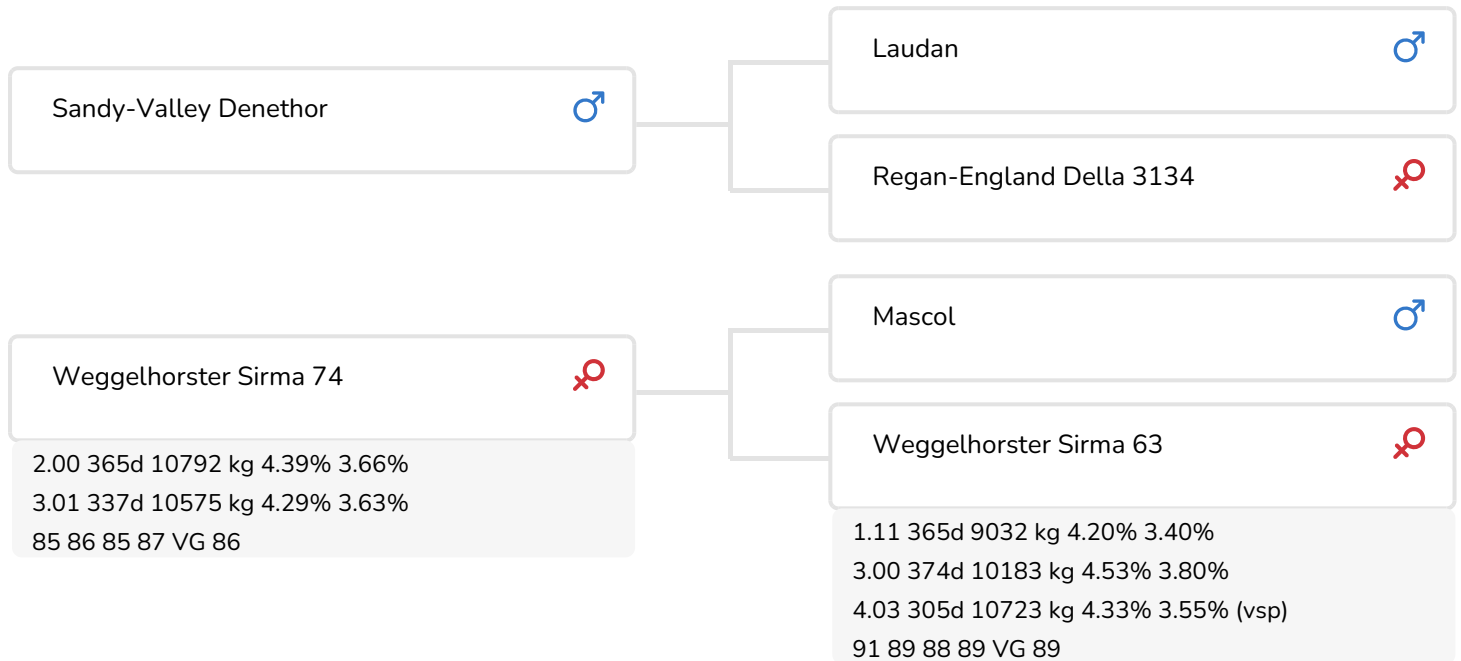 Sandy-Valley Denethor
Laudan
Regan-England Della 3134
Weggelhorster Sirma 74
2.00 365d 10792 kg 4.39% 3.66%
3.01 337d 10575 kg 4.29% 3.63%
85 86 85 87 VG 86
Mascol
Weggelhorster Sirma 63
1.11 365d 9032 kg 4.20% 3.40%
3.00 374d 10183 kg 4.53% 3.80%
4.03 305d 10723 kg 4.33% 3.55% (vsp)
91 89 88 89 VG 89